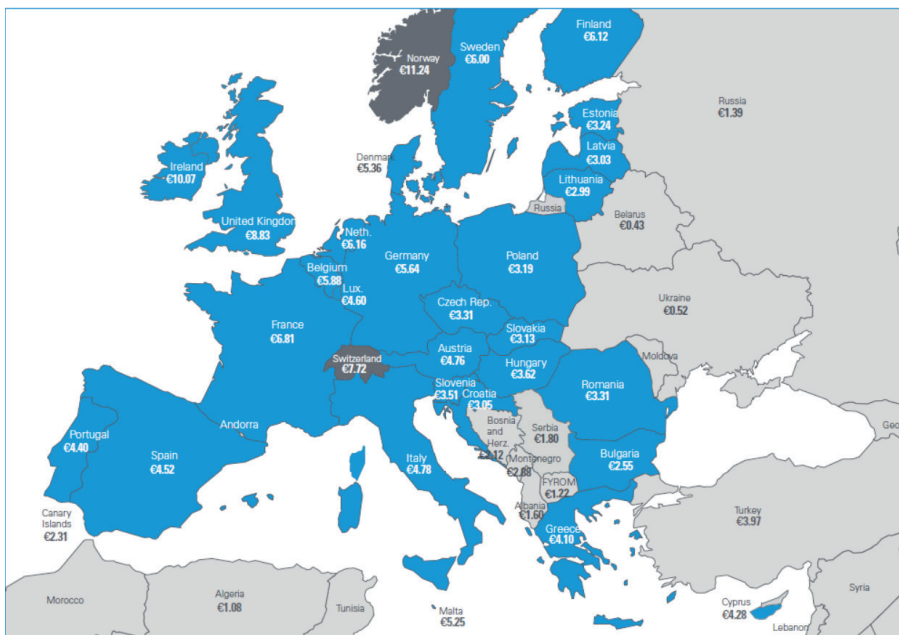 Finland
€6.12
Norway
€11.24
Sweden
€6.00
Russia
€1.39
Estonia
€3.24
Latvia
€3.03
Denmark
€5.36
Ireland
€10.07
Lithuania
€2.99
Russia
Belarus
€0.43
United Kingdom
€8.83
Neth.
€6.16
Germany
€5.64
Poland
€3.19
Belgium
€5.88
Lux.
€4.60
Czech Rep.
€3.31
Ukraine
€0.52
France
€6.81
Slovakia
€3.13
Switzerland
€7.72
Austria
€4.76
Hungary
€3.62
Moldova
Slovenia
€3.51
Croatia
€3.05
Romania
€3.31
Andorra
Bosnia
and
Herz.
€2.12
Serbia
€1.80
Portugal
€4.40
Spain
€4.52
Italy
€4.78
Montenegro
€2.88
Bulgaria
€2.55
FYROM
€1.22
Albania
€1.60
Canary
Islands
€2.31
Greece
€4.10
Turkey
€3.97
Geo
Morocco
Algeria
€1.08
Tunisia
Malta
€5.25
Cyprus
€4.28
Syria
Lebanon